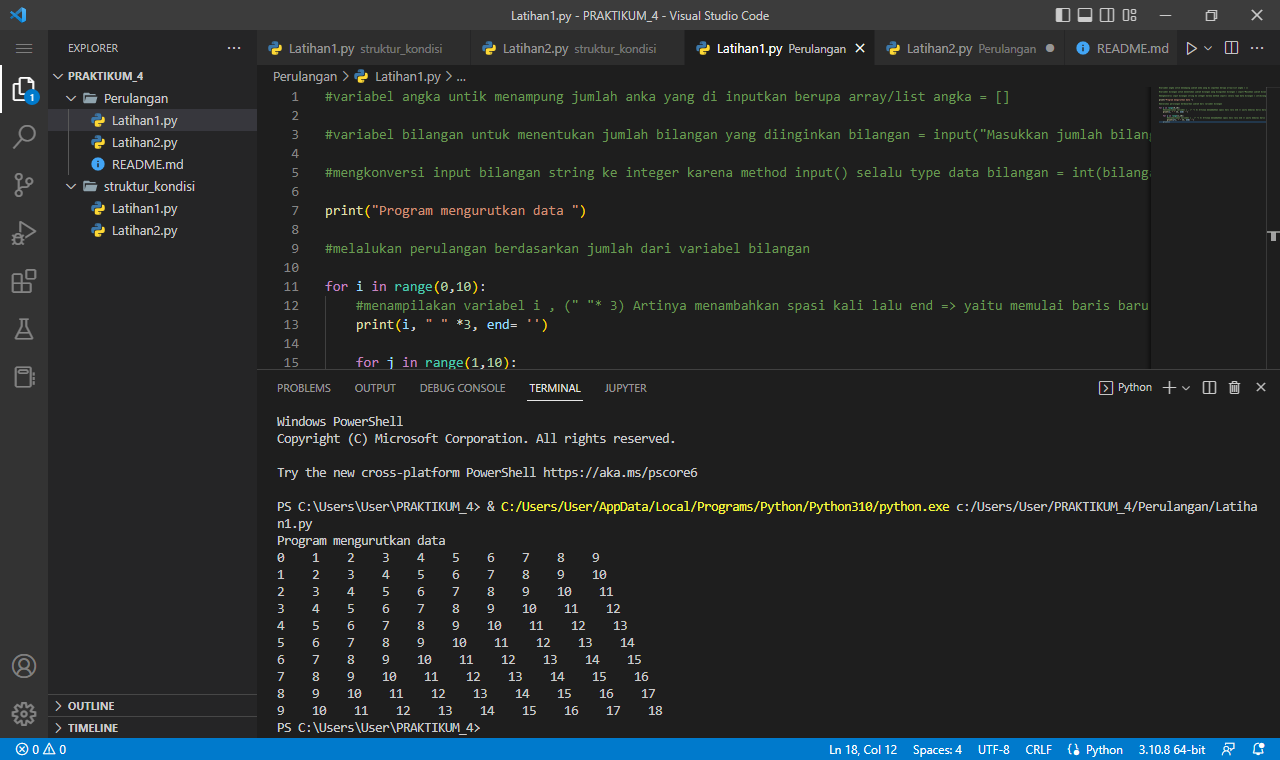 Latihan1.py - PRAKTIKUM_4 - Visual Studio Code
EXPLORER
PRAKTIKUM_4
Perulangan
Latihan1.py
Latihan2.py
README.md
struktur_kondisi
Latihan1.py
Latihan2.py
OUTLINE
TIMELINE
1
Latihan1.py struktur_kondisi
Latihan2.py struktur_kondisi
Latihan1.py Perulangan
Latihan2.py Perulangan
README.md
Perulangan > Latihan1.py > ...
1 #variabel angka untik menampung jumlah anka yang di inputkan berupa array/list angka = []
2
3 #variabel bilangan untuk menentukan jumlah bilangan yang diinginkan bilangan = input("Masukkan jumlah bilang
4
5 #mengkonversi input bilangan string ke integer karena method input() selalu type data bilangan = int(bilanga
6
7 print("Program mengurutkan data ")
8
9 #melalukan perulangan berdasarkan jumlah dari variabel bilangan
10
11 for i in range(0,10):
12 #menampilakan variabel i , (" "* 3) Artinya menambahkan spasi kali lalu end => yaitu memulai baris baru
13 print(i, " " *3, end= '')
14
15 for j in range(1,10):
PROBLEMS OUTPUT DEBUG CONSOLE TERMINAL JUPYTER
Python
Windows PowerShell
Copyright (C) Microsoft Corporation. All rights reserved.
Try the new cross-platform PowerShell https://aka.ms/pscore6
PS C:\Users\User\PRAKTIKUM_4> & C:/Users/User/AppData/Local/Programs/Python/Python310/python.exe c:/Users/User/PRAKTIKUM_4/Perulangan/Latiha
n1.py
Program mengurutkan data
0 1 2 3 4 5 6 7 8 9
1 2 3 4 5 6 7 8 9 10
2 3 4 5 6 7 8 9 10 11
3 4 5 6 7 8 9 10 11 12
4 5 6 7 8 9 10 11 12 13
5 6 7 8 9 10 11 12 13 14
6 7 8 9 10 11 12 13 14 15
7 8 9 10 11 12 13 14 15 16
8 9 10 11 12 13 14 15 16 17
9 10 11 12 13 14 15 16 17 18
PS C:\Users\User\PRAKTIKUM_4>
0 0
Ln 18, Col 12 Spaces: 4 UTF-8 CRLF Python 3.10.8 64-bit